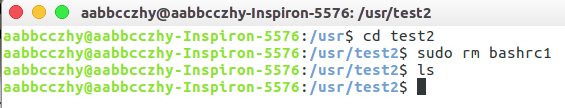 aabbcczhy@aabbcczhy-Inspiron-5576: /usr/test2
aabbcczhy@aabbcczhy-Inspiron-5576:/usr$ cd test2
aabbcczhy@aabbcczhy-Inspiron-5576:/usr/test2$ sudo rm bashrc1
aabbcczhy@aabbcczhy-Inspiron-5576:/usr/test2$ ls
aabbcczhy@aabbcczhy-Inspiron-5576:/usr/test2$